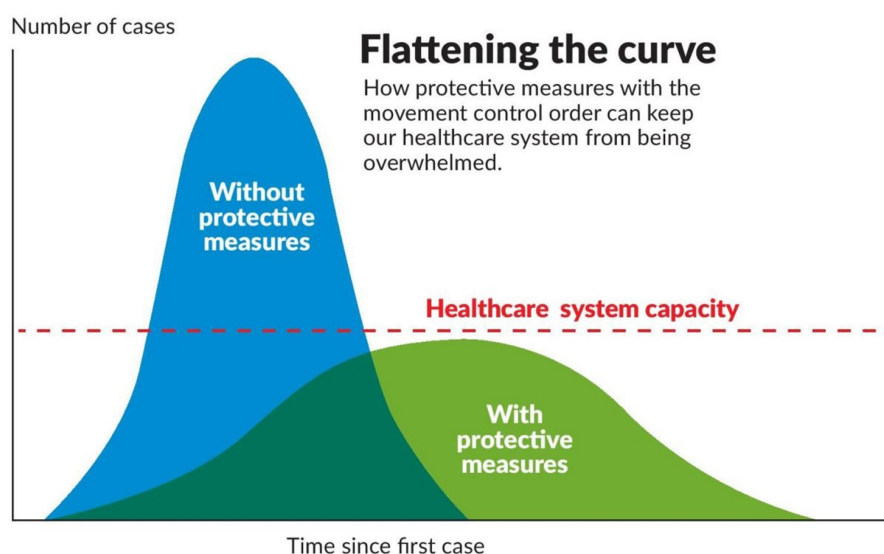 Number of cases
Flattening the curve
How protective measures with the
movement control order can keep
our healthcare system from being
overwhelmed.
Without
protective
measures
Healthcare system capacity
With
protective
measures
Time since first case